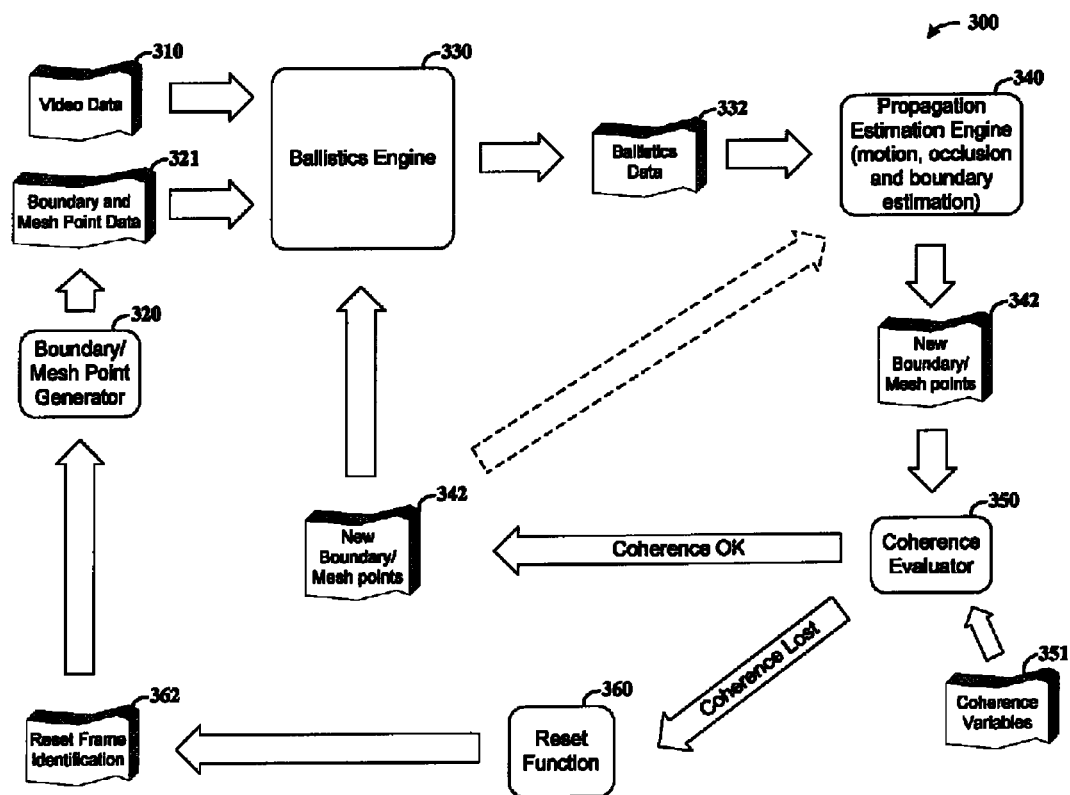 300
310
Video Data
321
Boundary and
Mesh Point Data
330
Ballistics Engine
332
Ballistics
Data
340
Propagation
Estimation Engine
(motion, occlusion
and boundary
estimation)
320
Boundary/
Mesh Point
Generator
342
New
Boundary/
Mesh points
342
New
Boundary/
Mesh points
Coherence OK
350
Coherence
Evaluator
Coherence Lost
351
Coherence
Variables
360
Reset
Function
362
Reset Frame
Identification